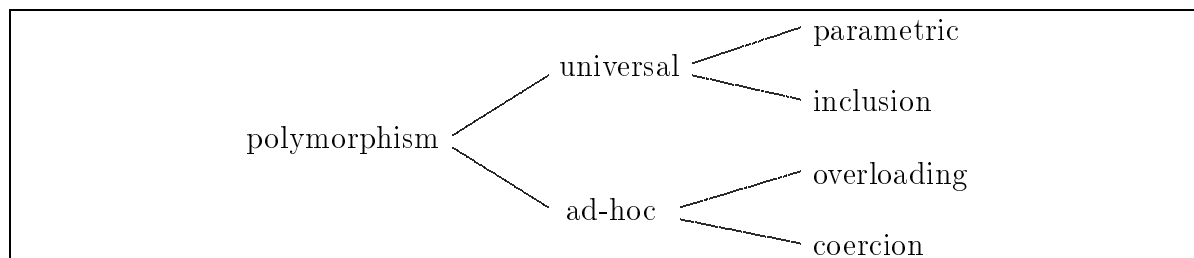 parametric
universal
inclusion
polymorphism
overloading
ad-hoc
coercion